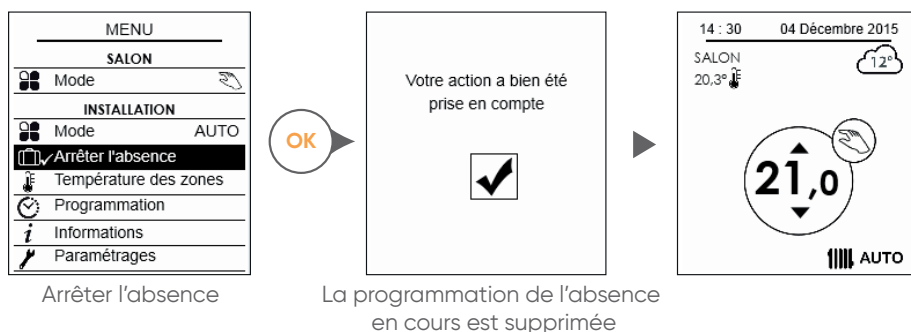 MENU
SALON
Mode
INSTALLATION
Mode AUTO
Arrêter l'absence
Température des zones
Programmation
i Informations
Paramétrages
Arrêter l'absence
OK
Votre action a bien été
prise en compte
La programmation de l'absence
en cours est supprimée
14 : 30 04 Décembre 2015
SALON
12°
20,3°
21,0
AUTO